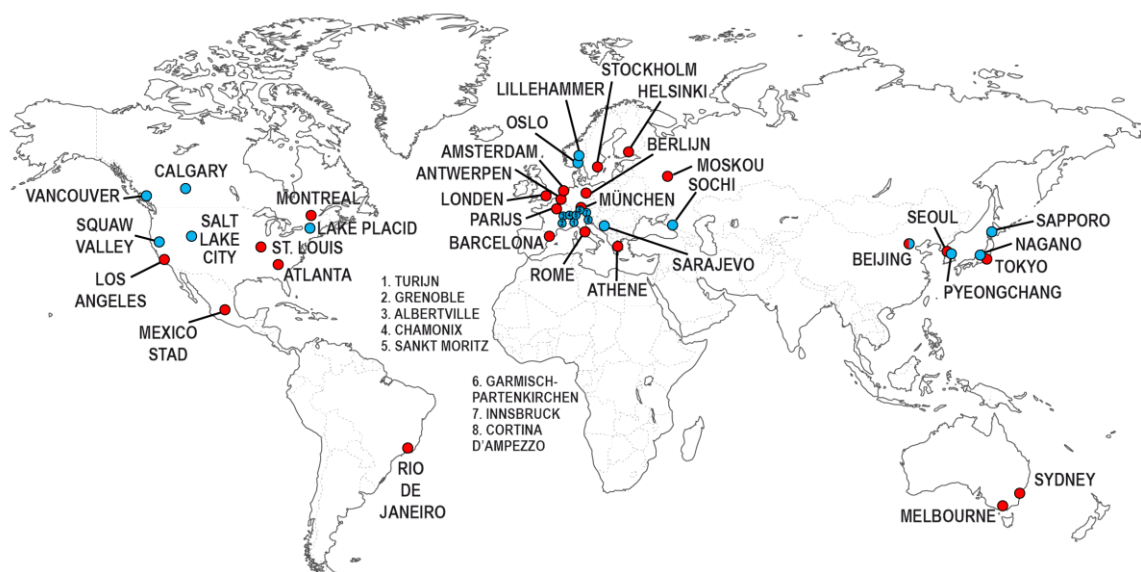 STOCKHOLM
LILLEHAMMER
HELSINKI
OSLO
BERLIJN
AMSTERDAM
MOSKOU
ANTWERPEN
SOCHI
CALGARY
VANCOUVER
MONTREAL
LONDEN
MÜNCHEN
PARIJS
SQUAW
VALLEY
SALT
LAKE
CITY
LAKE PLACID
ST. LOUIS
ATLANTA
BARCELONA
ROME
ATHENE
SARAJEVO
SEOUL
SAPPORO
BEIJING
NAGANO
TOKYO
PYEONGCHANG
LOS
ANGELES
MEXICO
STAD
1. TURIJN
2. GRENOBLE
3. ALBERTVILLE
4. CHAMONIX
5. SANKT MORITZ
6. GARMISCH-
PARTENKIRCHEN
7. INNSBRUCK
8. CORTINA
D'AMPEZZO
RIO
DE
JANEIRO
SYDNEY
MELBOURNE